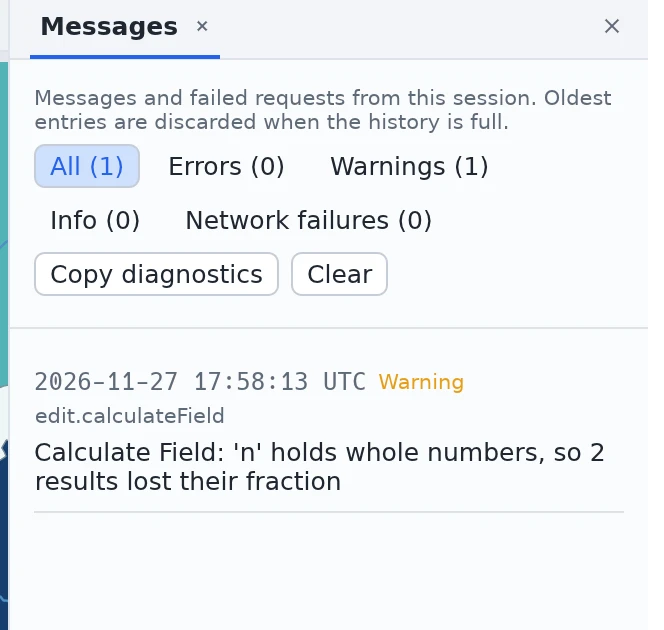 Messages ×
Messages and failed requests from this session. Oldest
entries are discarded when the history is full.
All (1) Errors (0) Warnings (1)
Info (0) Network failures (0)
Copy diagnostics Clear
2026-11-27 17:58:13 UTC Warning
edit.calculateField
Calculate Field: 'n' holds whole numbers, so 2
results lost their fraction